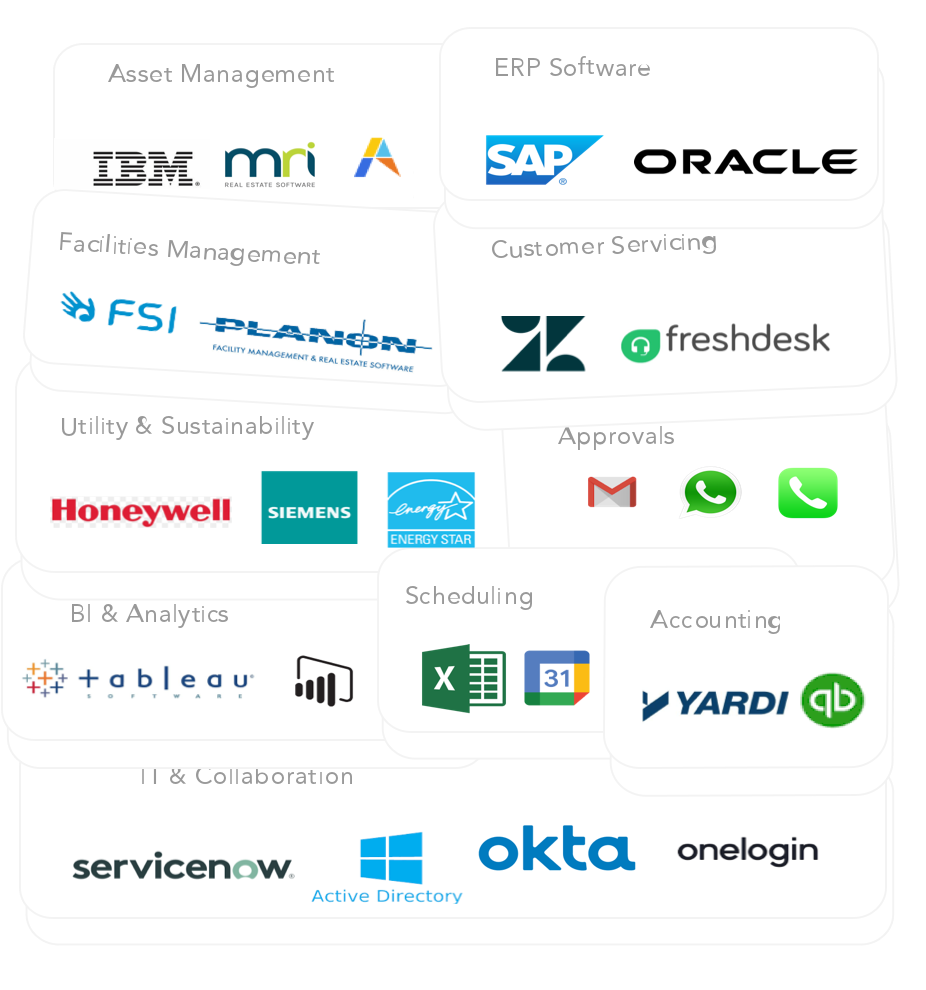 Asset Management
ERP Software
IBM®
mri
REAL ESTATE SOFTWARE
SAP®
ORACLE
Facilities Management
Customer Servicing
FSI
PLANON
FACILITY MANAGEMENT & REAL ESTATE SOFTWARE
freshdesk
Utility & Sustainability
Approvals
Honeywell
SIEMENS
energy
ENERGY STAR
BI & Analytics
Scheduling
Accounting
+ableau®
SOFTWARE
X
31
YARDI
qb
IT & Collaboration
servicenow®
Active Directory
okta
onelogin